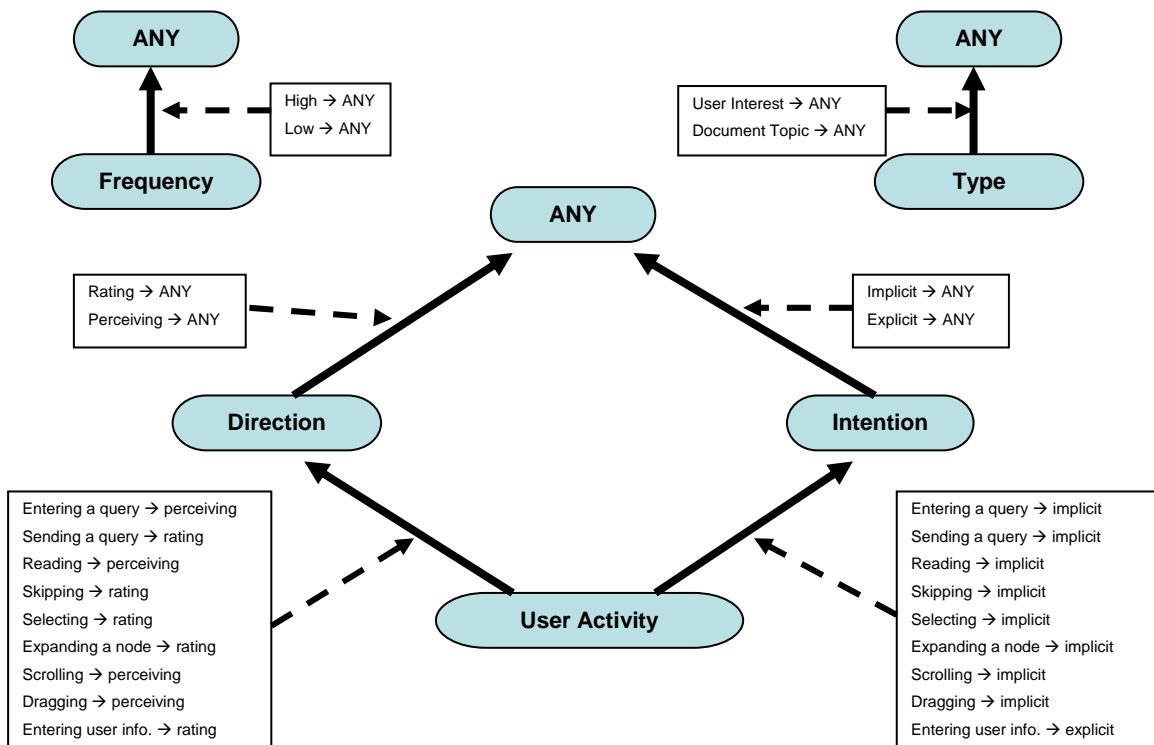 ANY
ANY
High → ANY
Low → ANY
User Interest → ANY
Document Topic → ANY
Frequency
Type
ANY
Rating → ANY
Perceiving → ANY
Implicit → ANY
Explicit → ANY
Direction
Intention
Entering a query → perceiving
Sending a query → rating
Reading → perceiving
Skipping → rating
Selecting → rating
Expanding a node → rating
Scrolling → perceiving
Dragging → perceiving
Entering user info. → rating
User Activity
Entering a query → implicit
Sending a query → implicit
Reading → implicit
Skipping → implicit
Selecting → implicit
Expanding a node → implicit
Scrolling → implicit
Dragging → implicit
Entering user info. → explicit